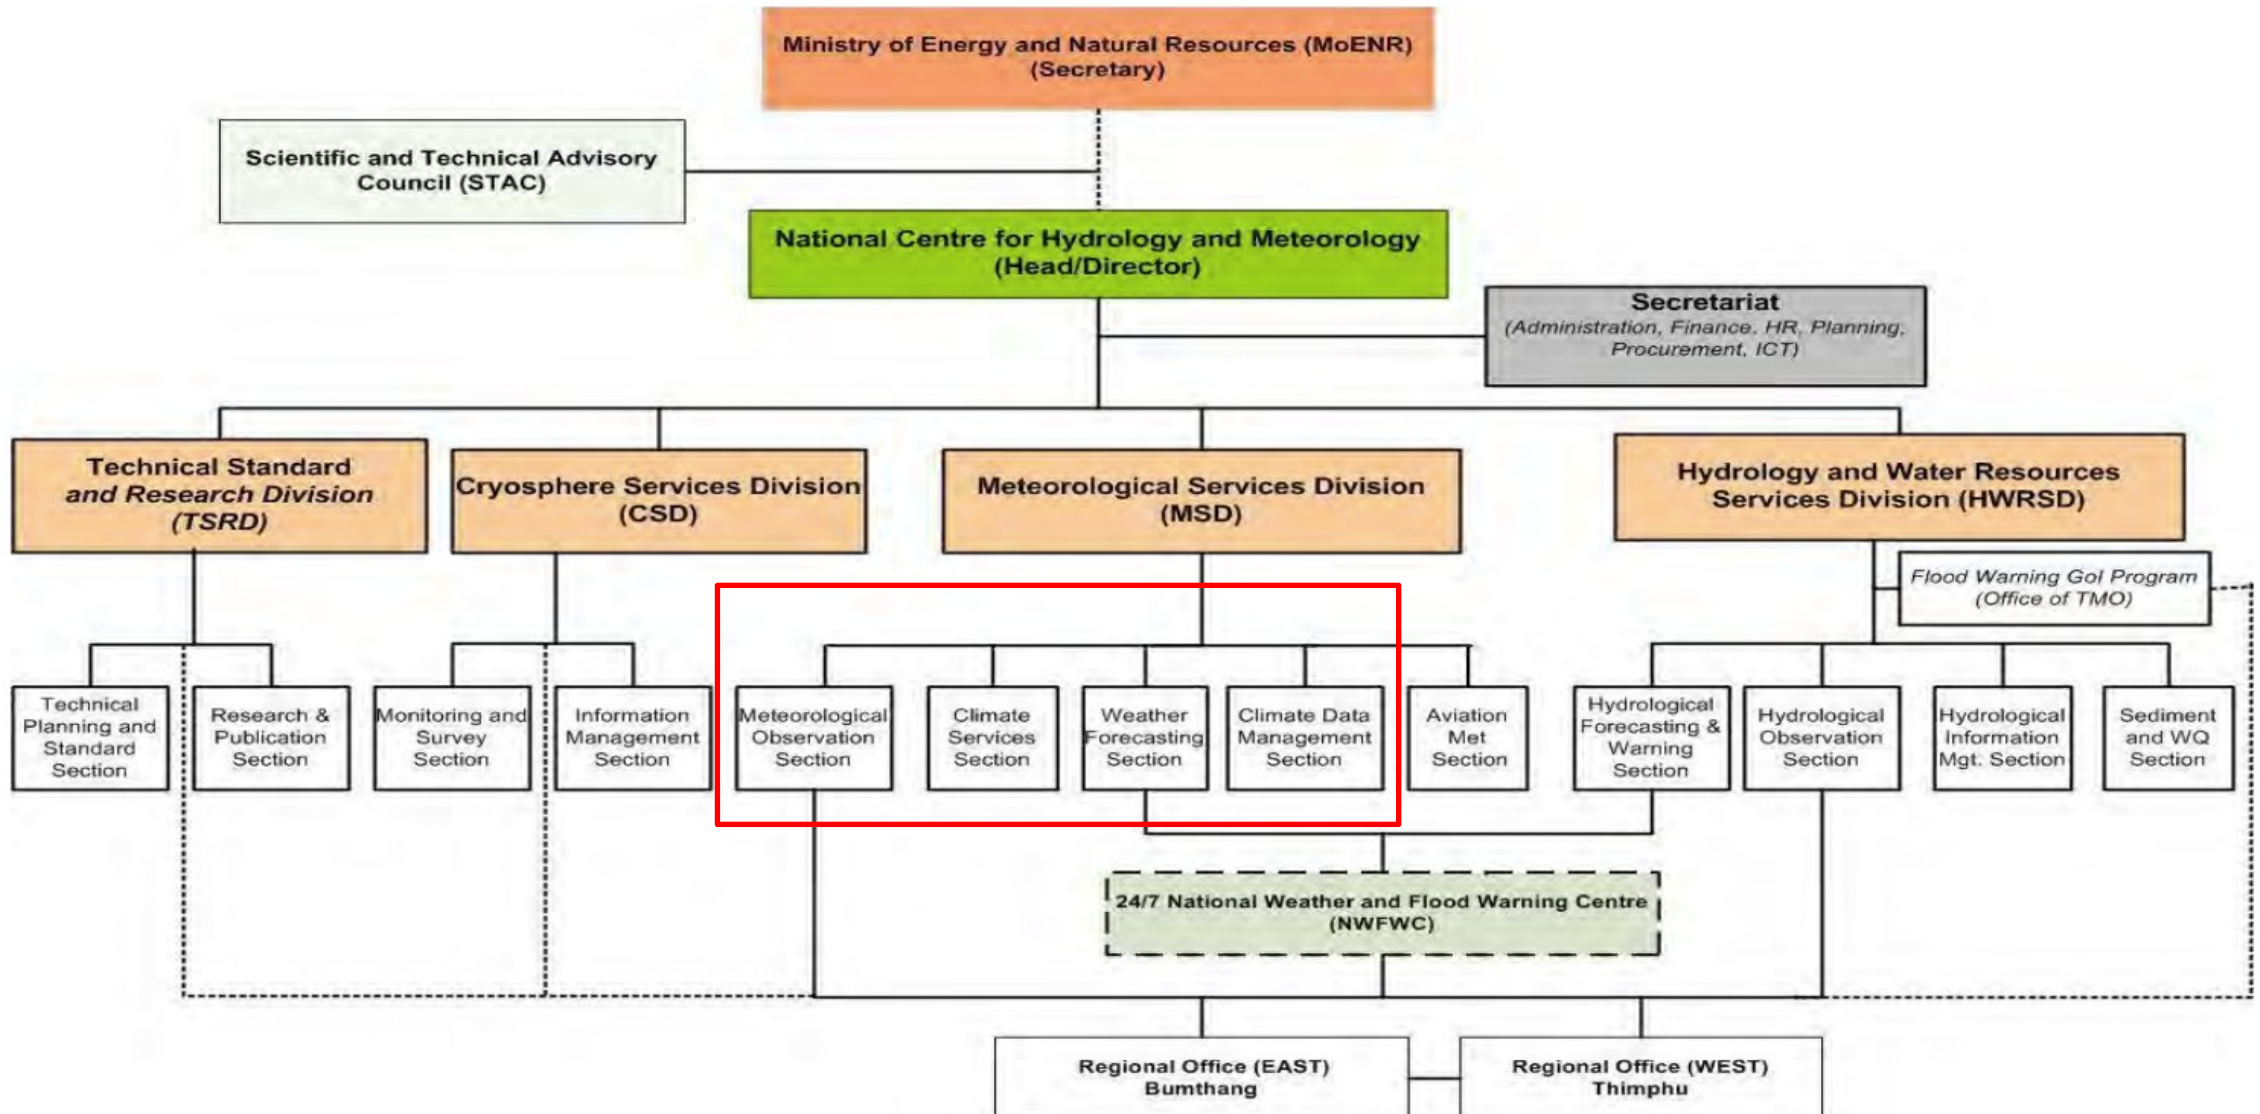 Ministry of Energy and Natural Resources (MoENR)
(Secretary)
Scientific and Technical Advisory
Council (STAC)
National Centre for Hydrology and Meteorology
(Head/Director)
Secretariat
(Administration, Finance. HR, Planning,
Procurement, ICT)
Technical Standard
and Research Division
(TSRD)
Cryosphere Services Division
(CSD)
Meteorological Services Division
(MSD)
Hydrology and Water Resources
Services Division (HWRSD)
Flood Warning GoI Program
(Office of TMO)
Technical
Planning and
Standard
Section
Research &
Publication
Section
Monitoring and
Survey
Section
Information
Management
Section
Meteorological
Observation
Section
Climate
Services
Section
Weather
Forecasting
Section
Climate Data
Management
Section
Aviation
Met
Section
Hydrological
Forecasting &
Warning
Section
Hydrological
Observation
Section
Hydrological
Information
Mgt. Section
Sediment
and WQ
Section
24/7 National Weather and Flood Warning Centre
(NWFWC)
Regional Office (EAST)
Bumthang
Regional Office (WEST)
Thimphu